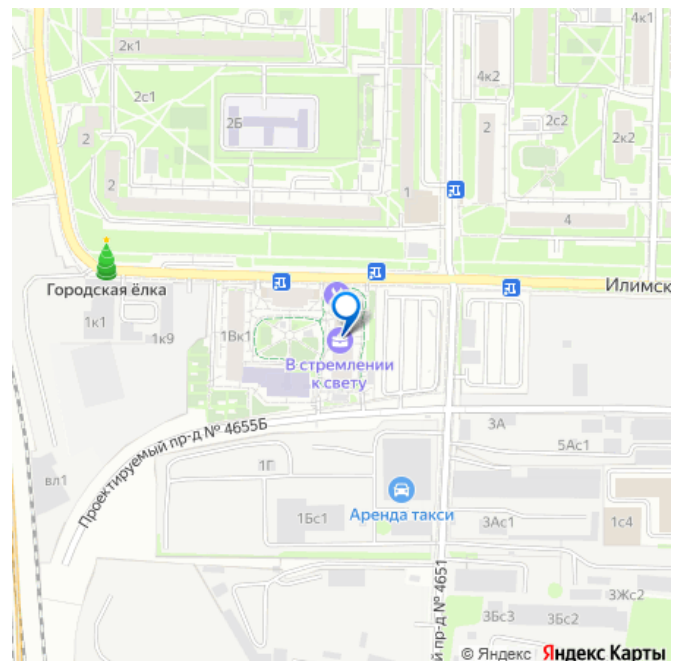 4к1
2к1
4к2
2с1
2Б
2
2с2
2
2к2
2
1
4
Городская ёлка
Илимск
1к1
1к9
1Вк1
В стремлении
к свету
Проектируемый пр-д № 4655Б
3А
5Ас1
вл1
1Г
Аренда такси
1Бс1
3Ас1
1с4
й пр-д № 4651
3Жс2
3Бс3
3Бс2
© Яндекс Яндекс Карты